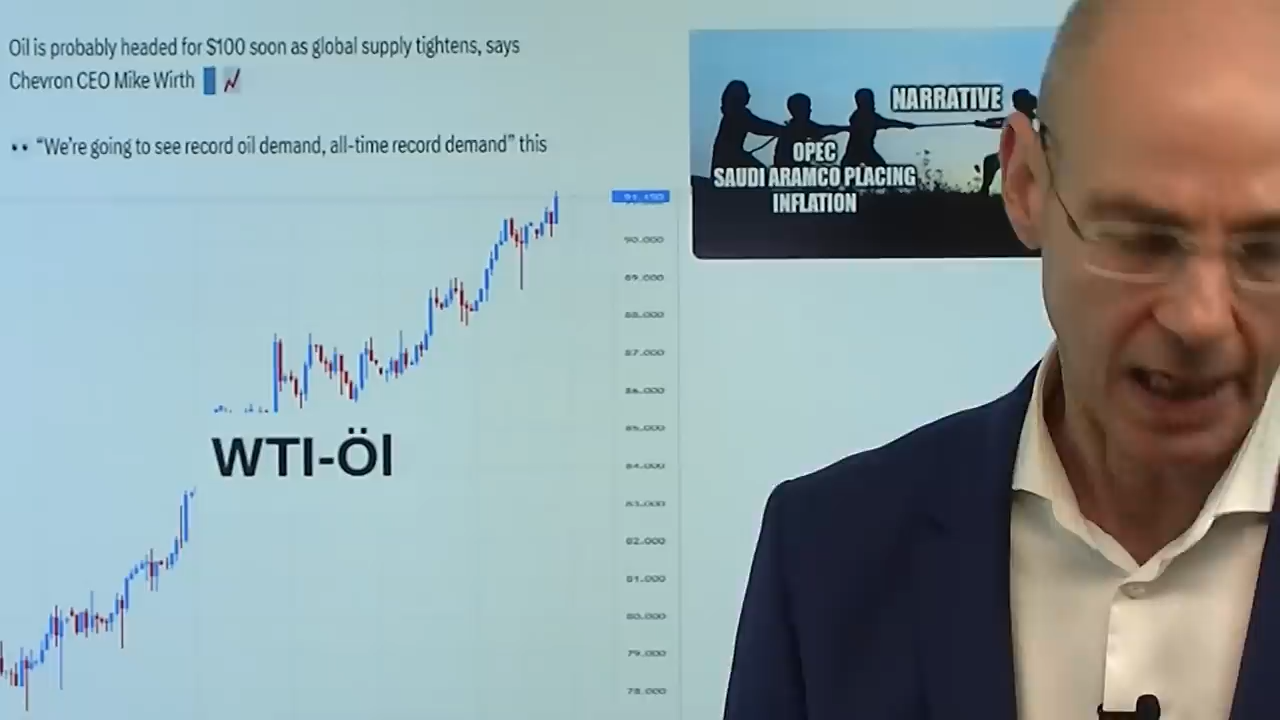 Oil is probably headed for $100 soon as global supply tightens, says
Chevron CEO Mike Wirth
“We're going to see record oil demand, all-time record demand” this
NARRATIVE
OPEC
SAUDI ARAMCO PLACING
INFLATION
91.150
90.000
89.000
88.000
87.000
86.000
85.000
84.000
83.000
82.000
81.000
80.000
79.000
78.000
WTI-Öl